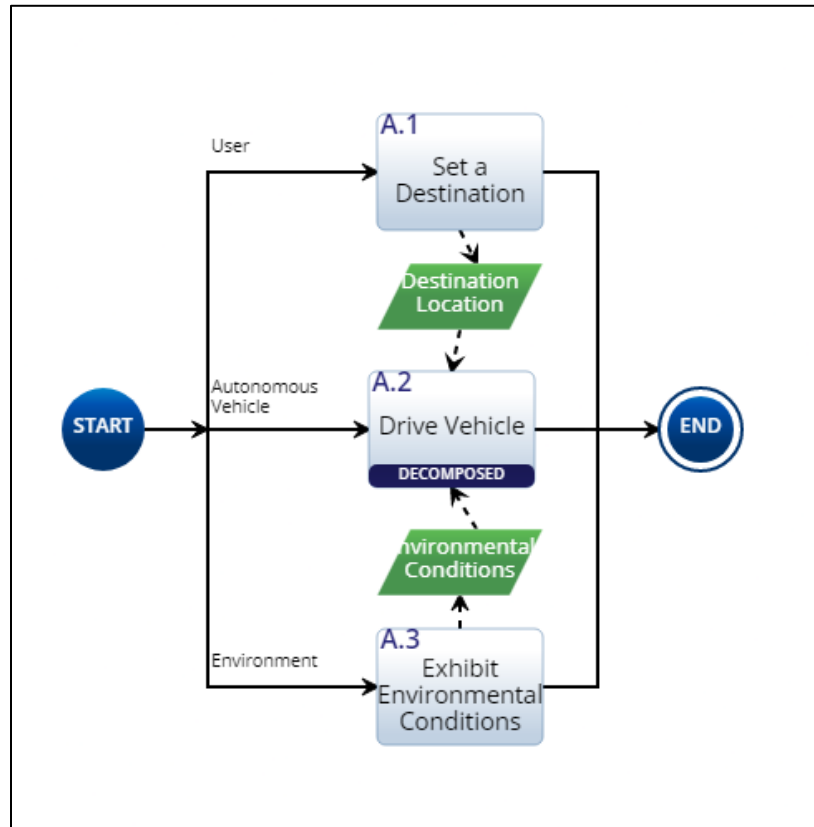 User
A.1
Set a
Destination
Destination
Location
Autonomous
Vehicle
START
A.2
Drive Vehicle
DECOMPOSED
END
nvironmental
Conditions
Environment
A.3
Exhibit
Environmental
Conditions